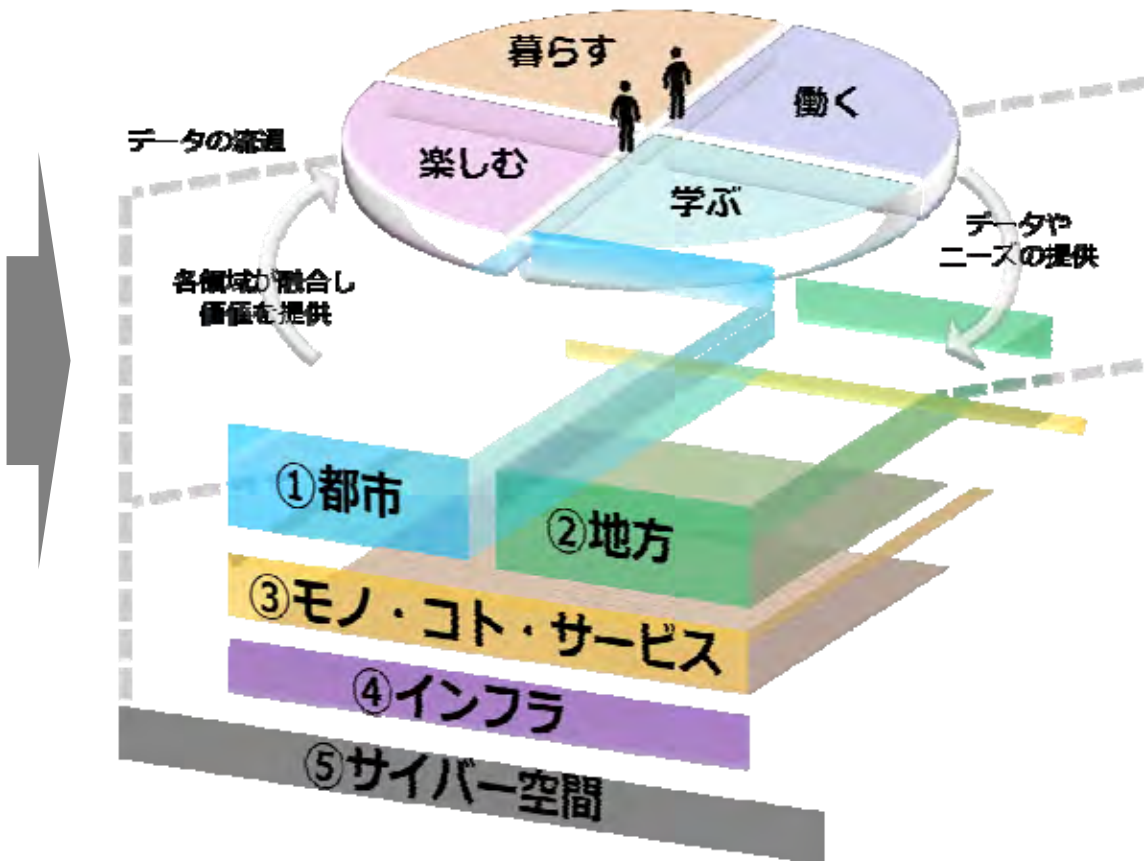 暮らす
働く
楽しむ
学ぶ
データの流通
各領域が融合し
価値を提供
データや
ニーズの提供
①都市
②地方
③モノ・コト・サービス
④インフラ
⑤サイバー空間